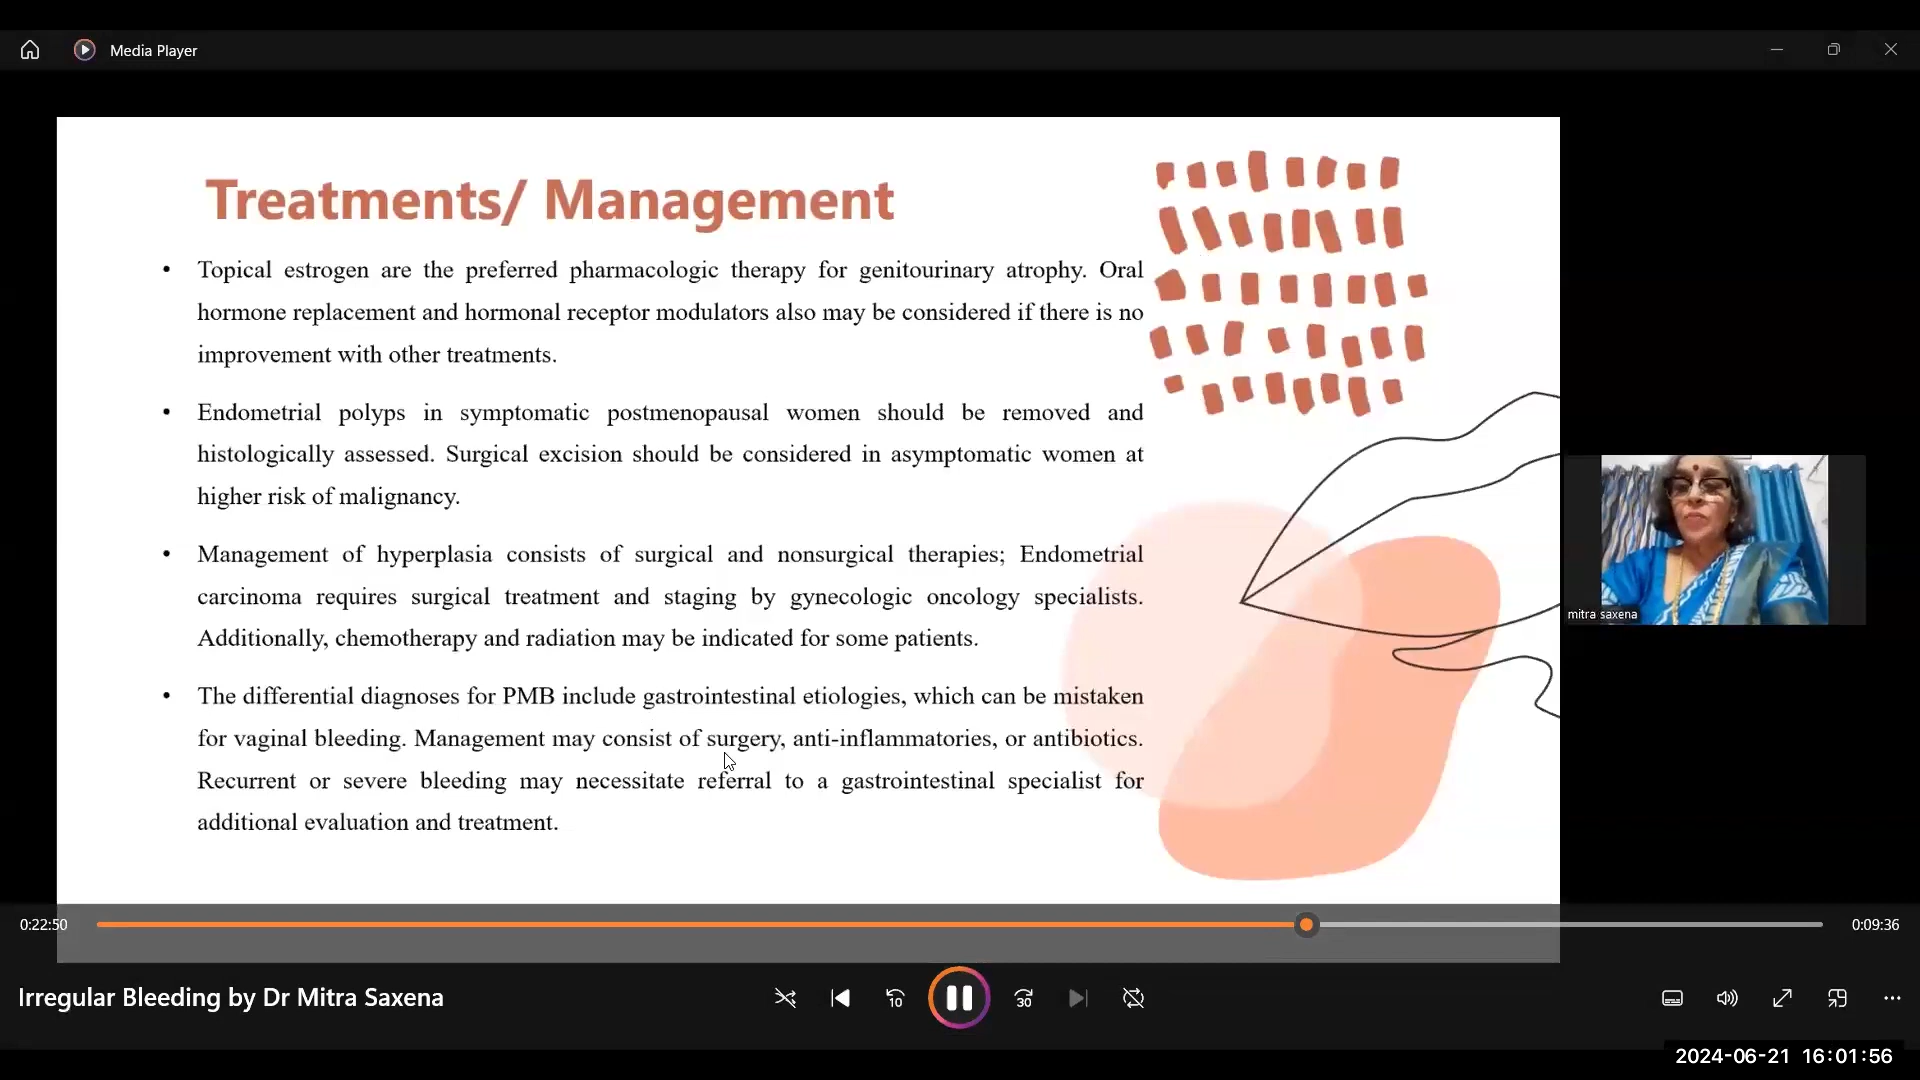 Media Player
Treatments/ Management
• Topical estrogen are the preferred pharmacologic therapy for genitourinary atrophy. Oral
hormone replacement and hormonal receptor modulators also may be considered if there is no
improvement with other treatments.
• Endometrial polyps in symptomatic postmenopausal women should be removed and
histologically assessed. Surgical excision should be considered in asymptomatic women at
higher risk of malignancy.
• Management of hyperplasia consists of surgical and nonsurgical therapies; Endometrial
carcinoma requires surgical treatment and staging by gynecologic oncology specialists.
Additionally, chemotherapy and radiation may be indicated for some patients.
• The differential diagnoses for PMB include gastrointestinal etiologies, which can be mistaken
for vaginal bleeding. Management may consist of surgery, anti-inflammatories, or antibiotics.
Recurrent or severe bleeding may necessitate referral to a gastrointestinal specialist for
additional evaluation and treatment.
mitra saxena
0:22:50
0:09:36
Irregular Bleeding by Dr Mitra Saxena
10
30
2024-06-21 16:01:56